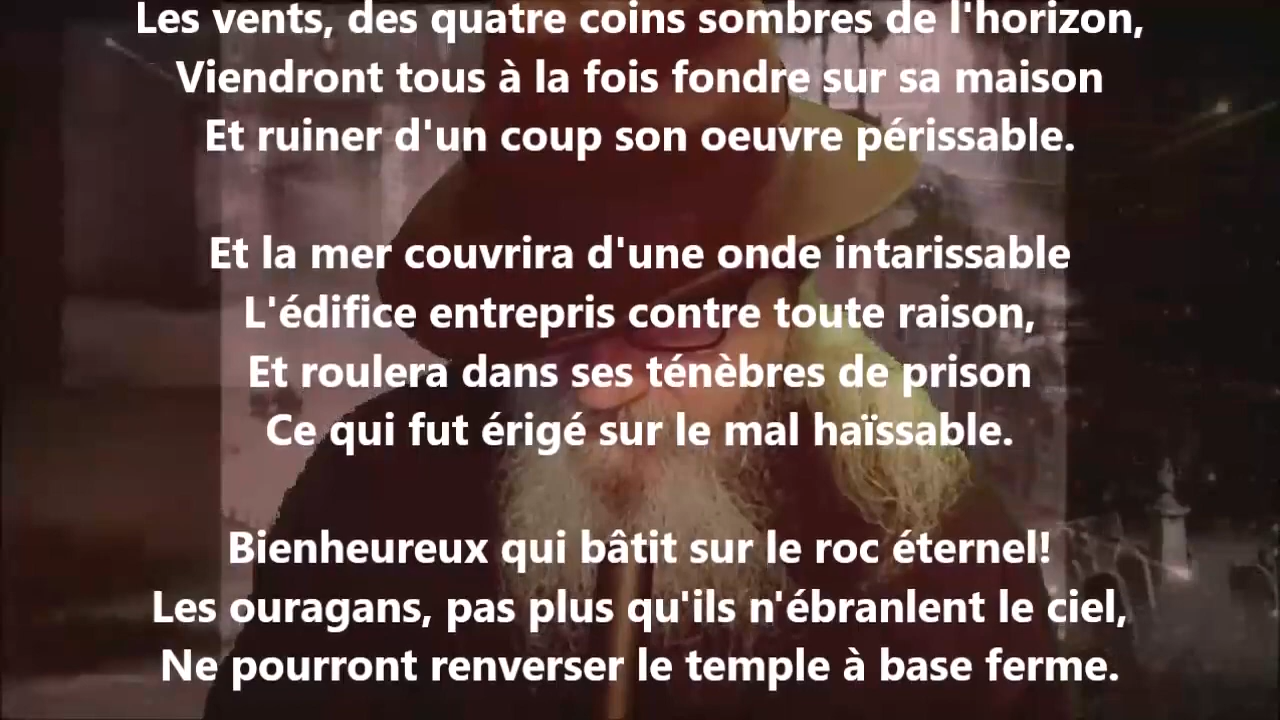 Les vents, des quatre coins sombres de l'horizon,
Viendront tous à la fois fondre sur sa maison
Et ruiner d'un coup son oeuvre périssable.
Et la mer couvrira d'une onde intarissable
L'édifice entrepris contre toute raison,
Et roulera dans ses ténèbres de prison
Ce qui fut érigé sur le mal haïssable.
Bienheureux qui bâtit sur le roc éternel!
Les ouragans, pas plus qu'ils n'ébranlent le ciel,
Ne pourront renverser le temple à base ferme.